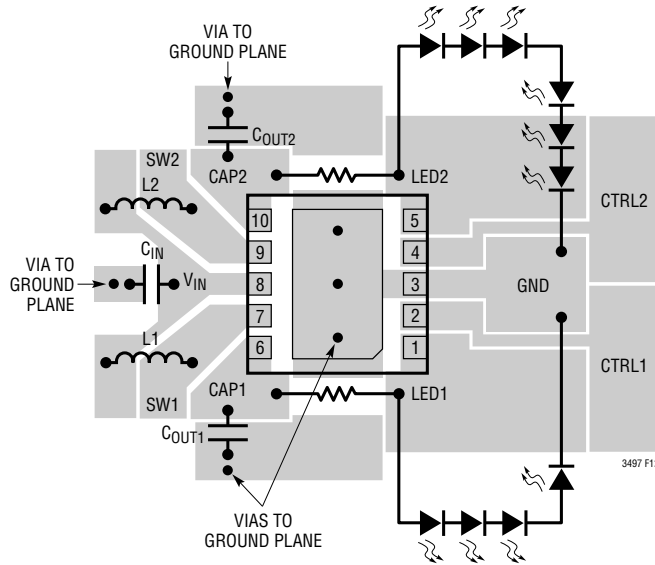 VIA TO
GROUND PLANE
COUT2
SW2
CAP2
LED2
L2
10
5
CTRL2
9
4
CIN
VIA TO
GROUND
PLANE
VIN
8
3
GND
7
2
L1
6
1
CTRL1
SW1
CAP1
LED1
COUT1
3497 F1
VIAS TO
GROUND PLANE